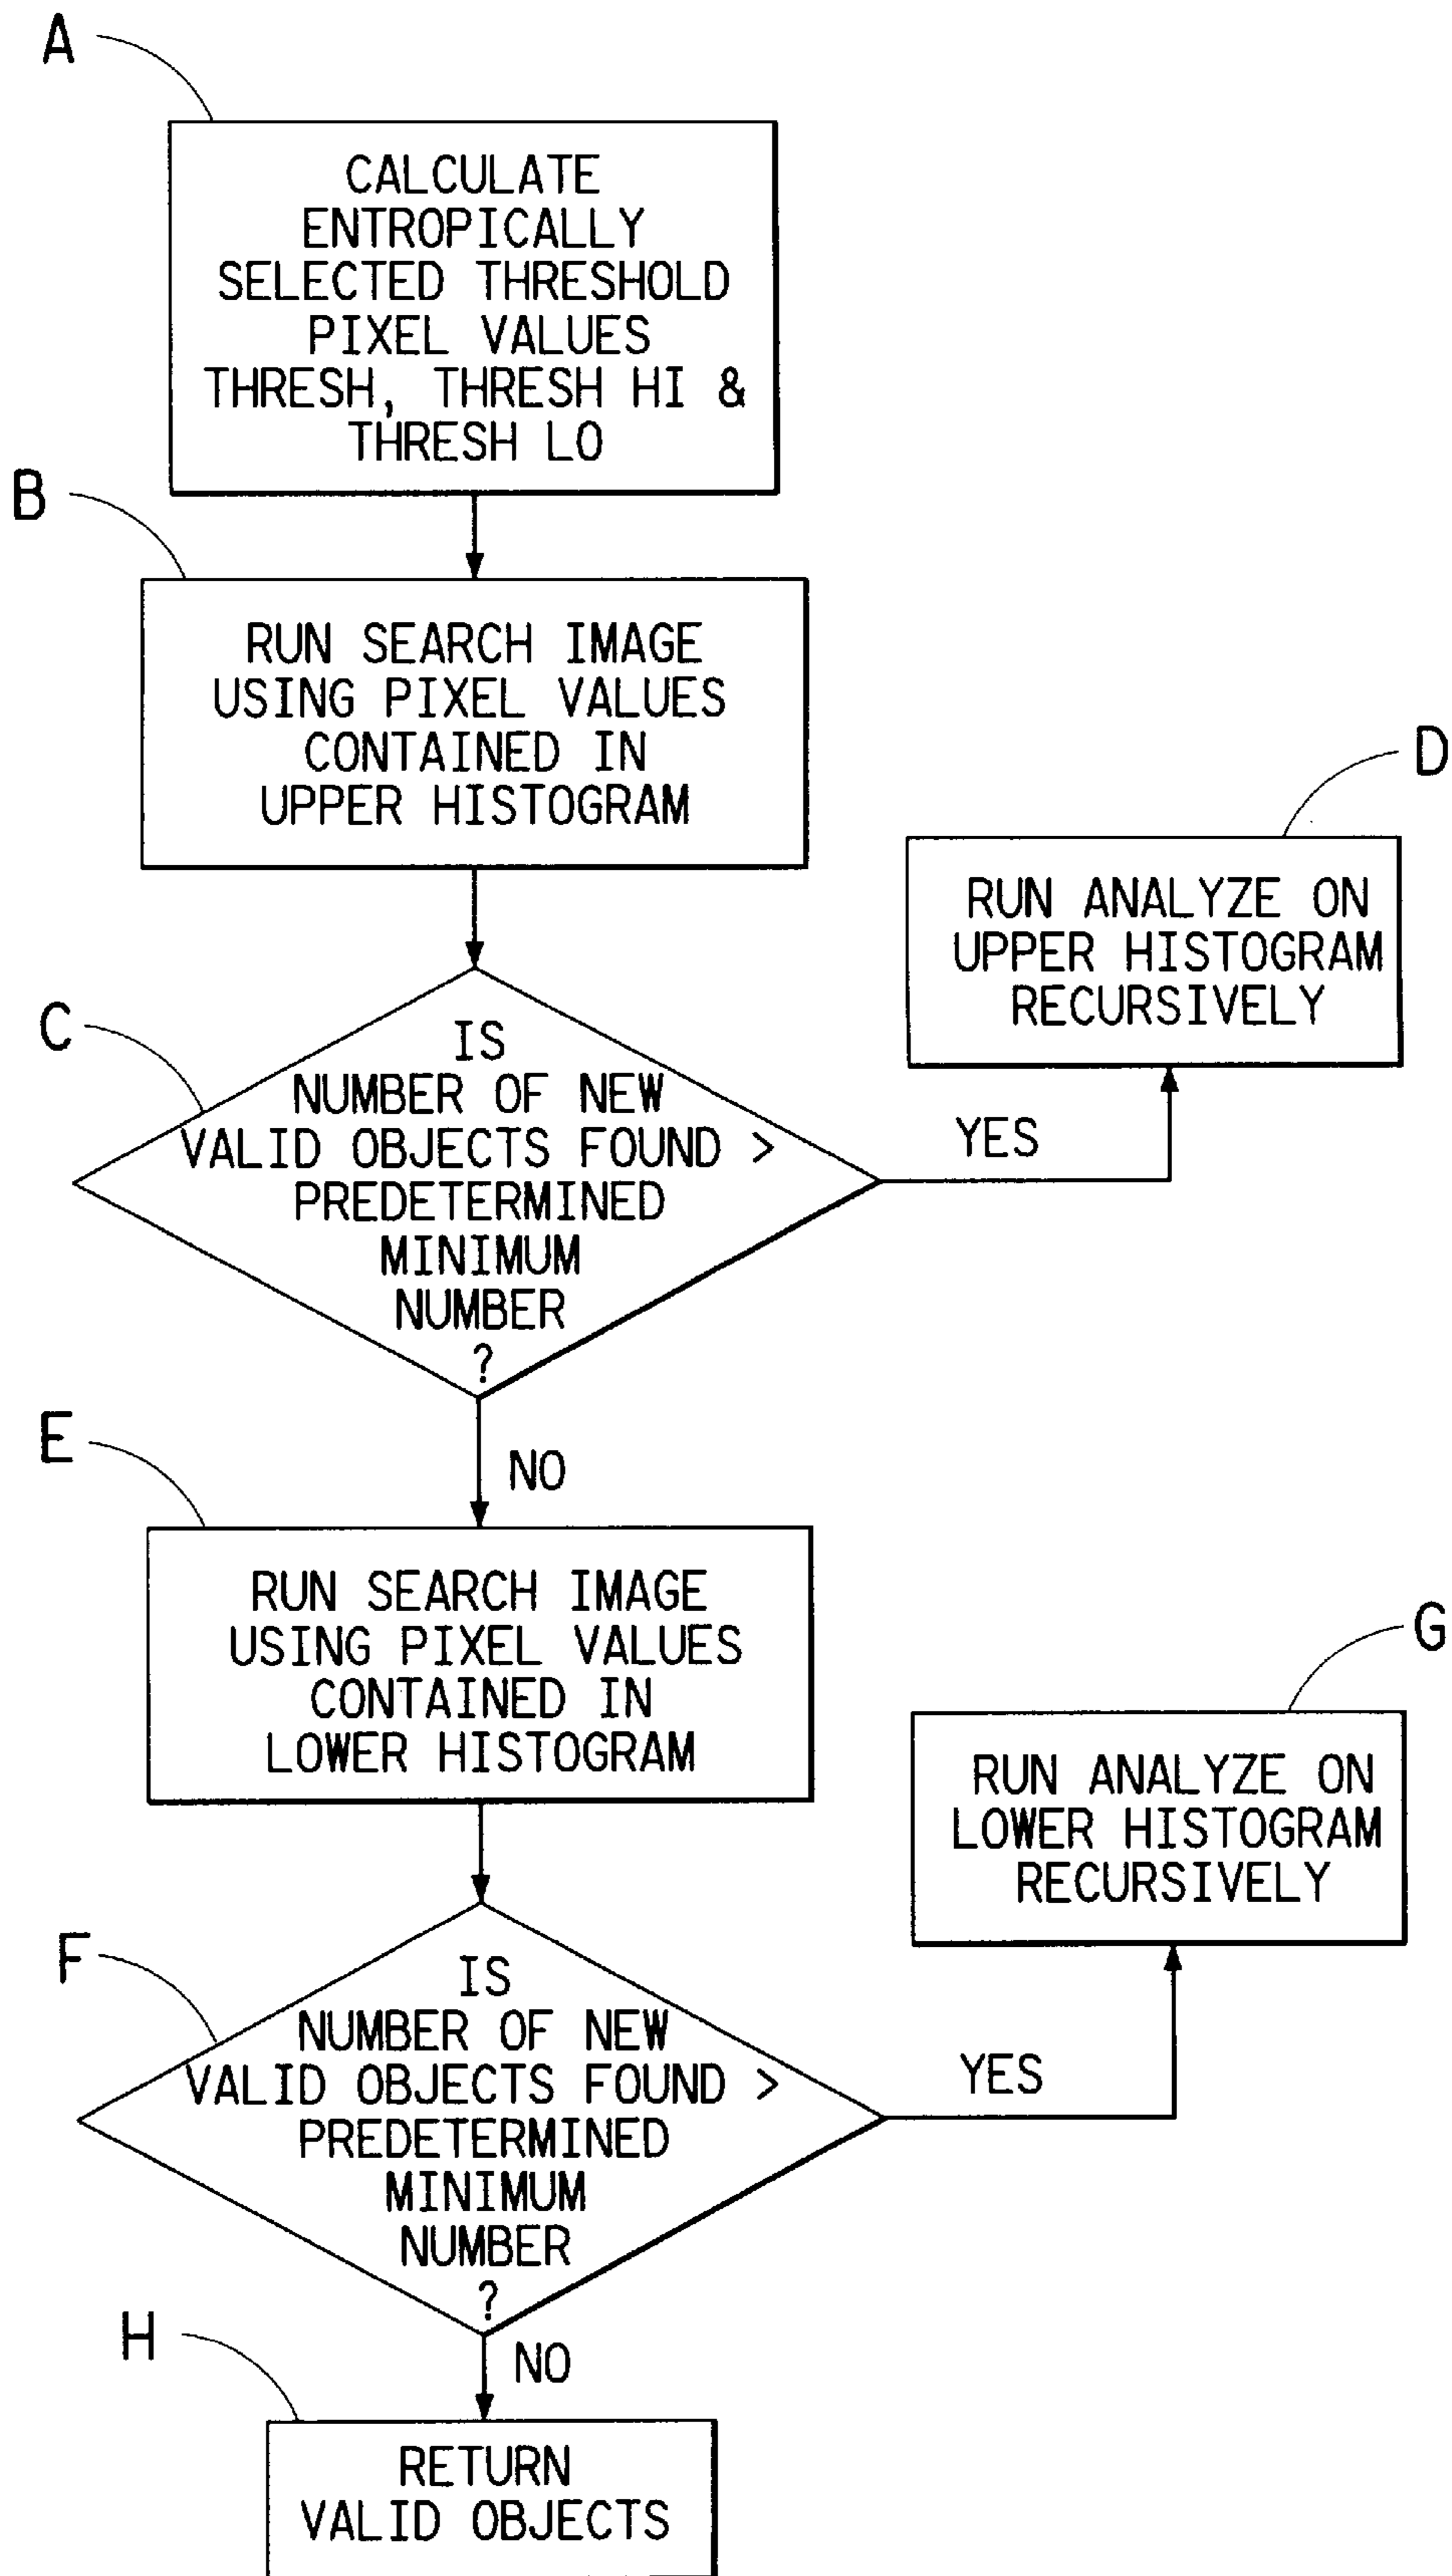 A
CALCULATE
ENTROPICALLY
SELECTED THRESHOLD
PIXEL VALUES
THRESH, THRESH HI &
THRESH LO
B
RUN SEARCH IMAGE
USING PIXEL VALUES
CONTAINED IN
UPPER HISTOGRAM
D
RUN ANALYZE ON
UPPER HISTOGRAM
RECURSIVELY
C
IS
NUMBER OF NEW
VALID OBJECTS FOUND >
PREDETERMINED
MINIMUM
NUMBER
?
YES
NO
E
RUN SEARCH IMAGE
USING PIXEL VALUES
CONTAINED IN
LOWER HISTOGRAM
G
RUN ANALYZE ON
LOWER HISTOGRAM
RECURSIVELY
F
IS
NUMBER OF NEW
VALID OBJECTS FOUND >
PREDETERMINED
MINIMUM
NUMBER
?
YES
NO
H
RETURN
VALID OBJECTS